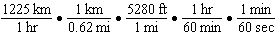 1225 km/1 hr • 1 km/0.62 mi • 5280 ft/1 mi • 1 hr/60 min • 1 min/60 sec